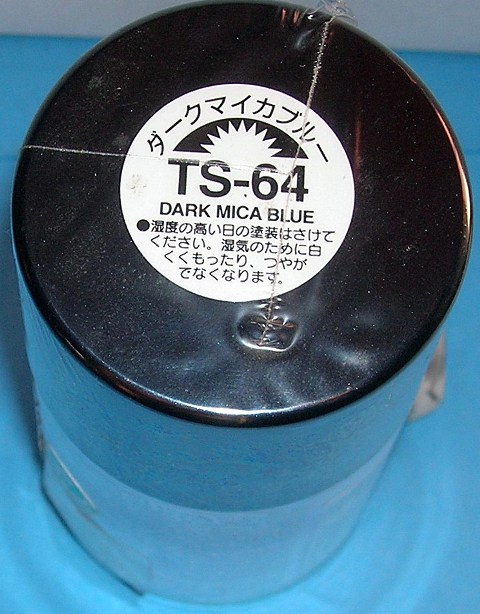 ダークマイカブルー
TS-64
DARK MICA BLUE
●湿度の高い日の塗装はさけて
ください。湿気のために白
くくもったり、つやが
でなくなります。